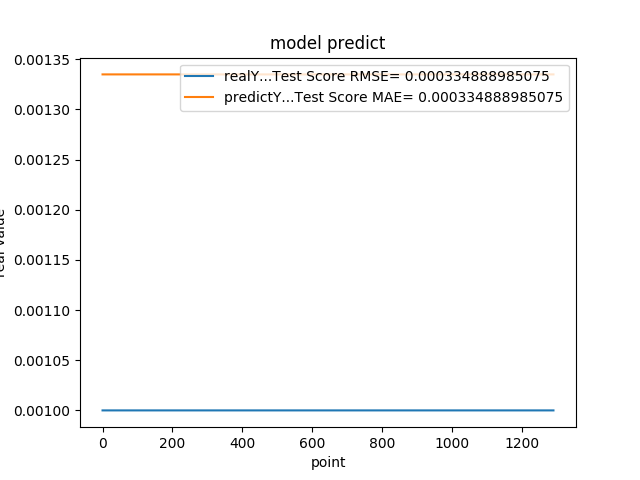 model predict
realY...Test Score RMSE= 0.000334888985075
predictY...Test Score MAE= 0.000334888985075
0.00135
0.00130
0.00125
0.00120
0.00115
0.00110
0.00105
0.00100
real value
0 200 400 600 800 1000 1200
point